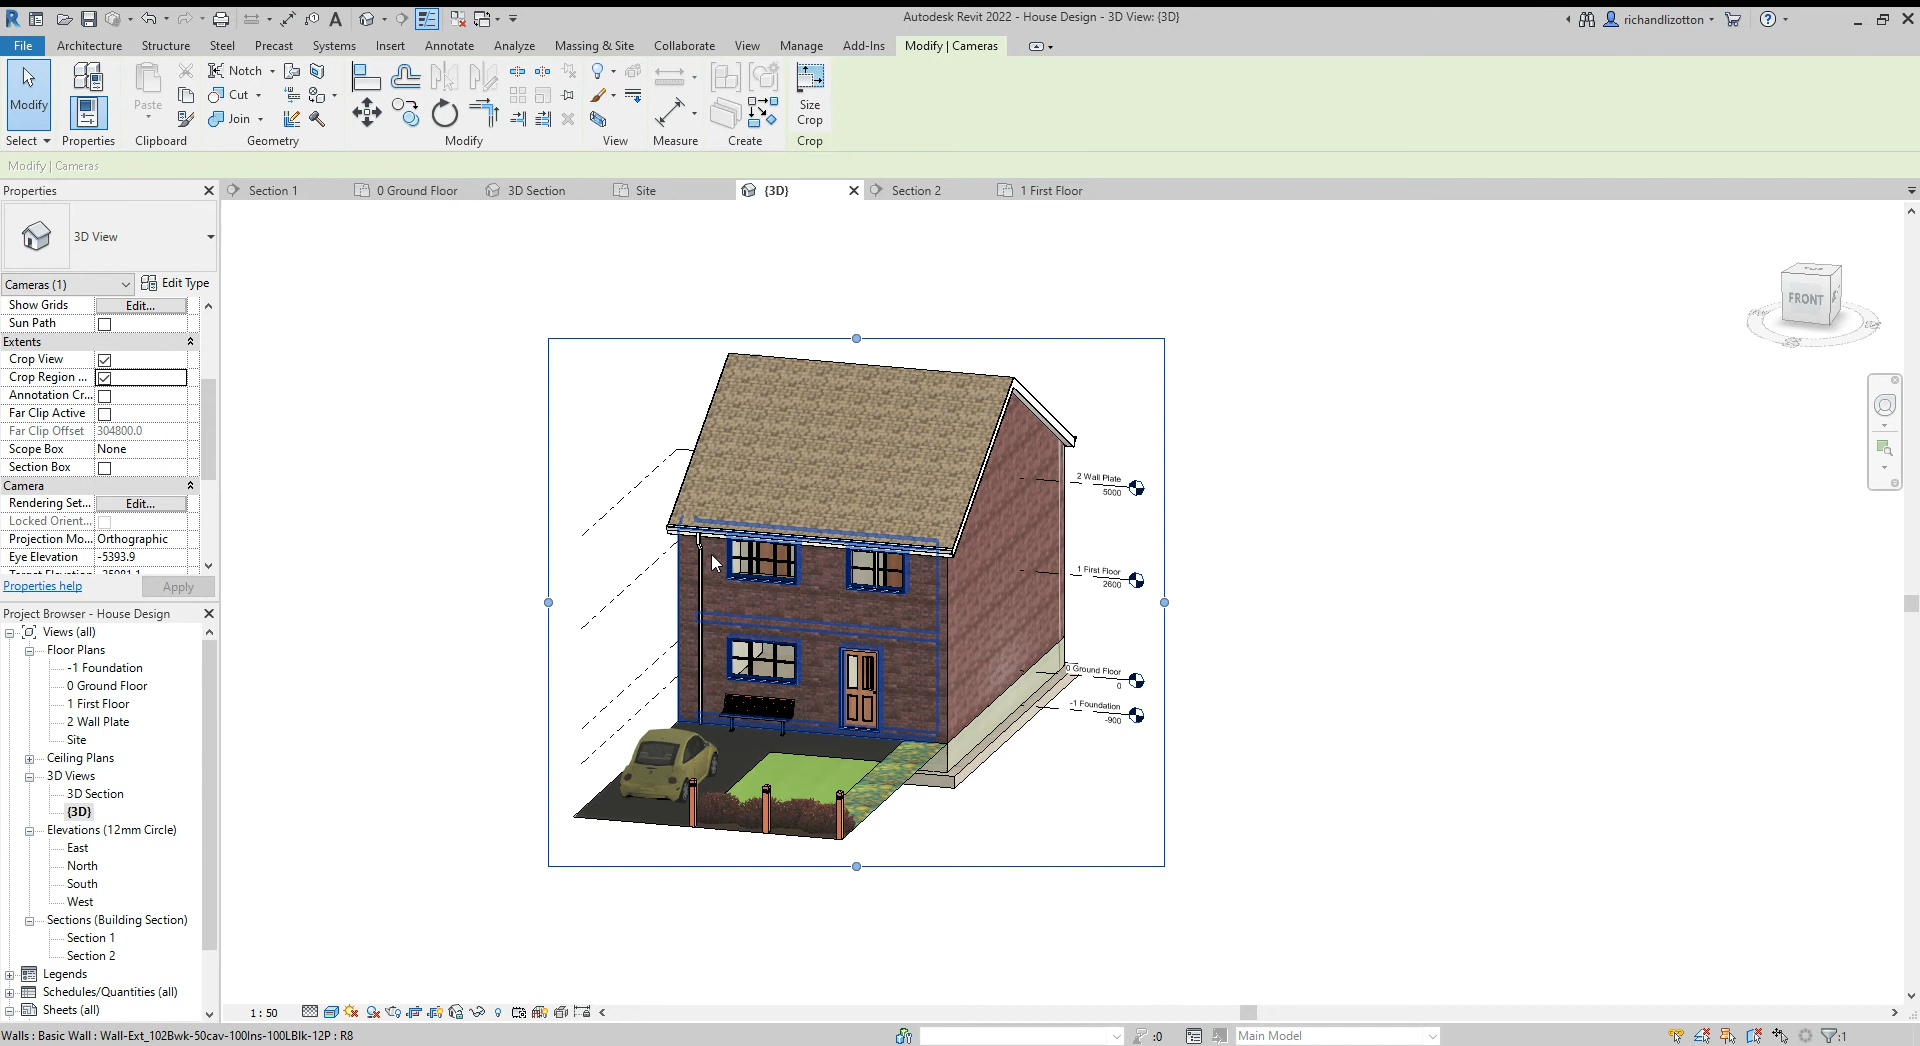 Autodesk Revit 2022 - House Design - 3D View: {3D}
richandlizotton
File Architecture Structure Steel Precast Systems Insert Annotate Analyze Massing & Site Collaborate View Manage Add-Ins Modify | Cameras
Modify
Paste
Notch
Cut
Join
Size
Crop
Select Properties Clipboard Geometry Modify View Measure Create Crop
Modify | Cameras
Properties
Section 1 0 Ground Floor 3D Section Site {3D} Section 2 1 First Floor
3D View
Cameras (1) Edit Type
Show Grids Edit...
Sun Path
Extents
Crop View
Crop Region ...
Annotation Cr...
Far Clip Active
Far Clip Offset 304800.0
Scope Box None
Section Box
Camera
Rendering Set... Edit...
Locked Orient...
Projection Mo... Orthographic
Eye Elevation -5393.9
Properties help Apply
FRONT
2 Wall Plate
5000
1 First Floor
2600
0 Ground Floor
0
-1 Foundation
-900
Project Browser - House Design
Views (all)
Floor Plans
-1 Foundation
0 Ground Floor
1 First Floor
2 Wall Plate
Site
Ceiling Plans
3D Views
3D Section
{3D}
Elevations (12mm Circle)
East
North
South
West
Sections (Building Section)
Section 1
Section 2
Legends
Schedules/Quantities (all)
Sheets (all)
1 : 50
Walls : Basic Wall : Wall-Ext_102Bwk-50cav-100Ins-100LBlk-12P : R8
:0
Main Model
:1